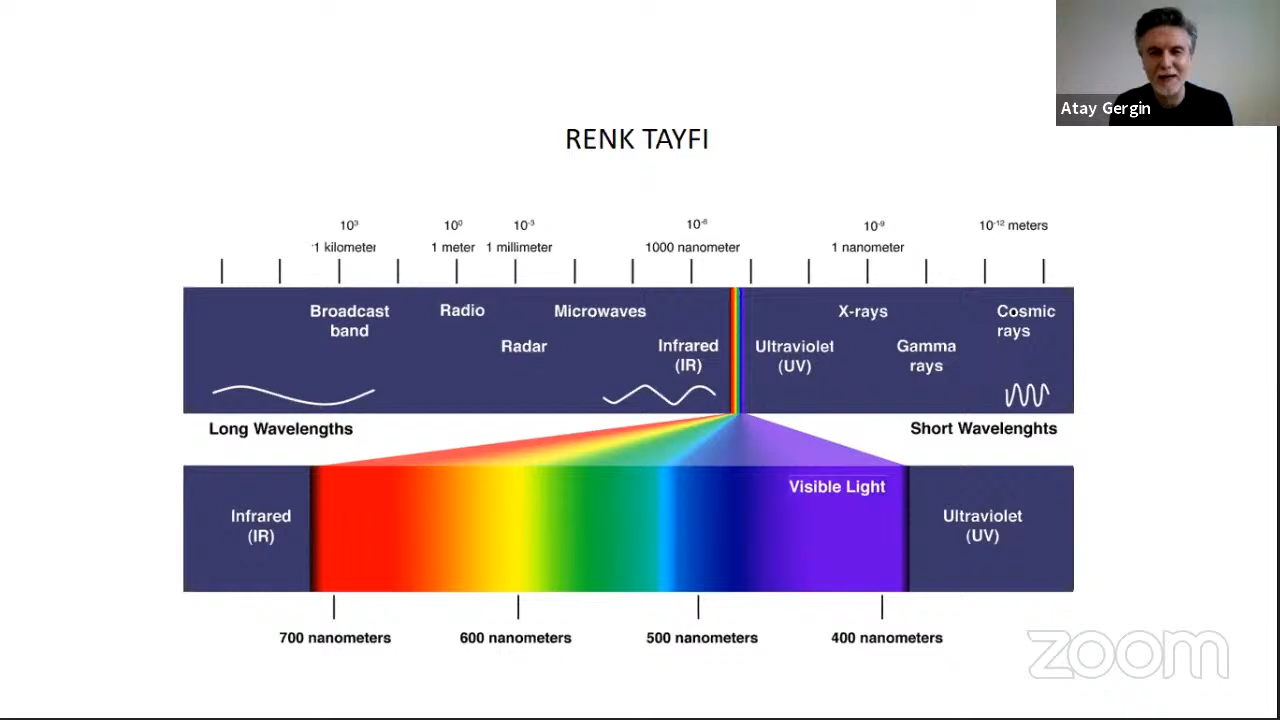 Atay Gergin
RENK TAYFI
10³ 10⁰ 10⁻³ 10⁻⁶ 10⁻⁹ 10⁻¹² meters
1 kilometer 1 meter 1 millimeter 1000 nanometer 1 nanometer
Broadcast
band
Radio
Radar
Microwaves
Infrared
(IR)
Ultraviolet
(UV)
X-rays
Gamma
rays
Cosmic
rays
Long Wavelengths
Short Wavelenghts
Infrared
(IR)
Visible Light
Ultraviolet
(UV)
700 nanometers 600 nanometers 500 nanometers 400 nanometers
zoom